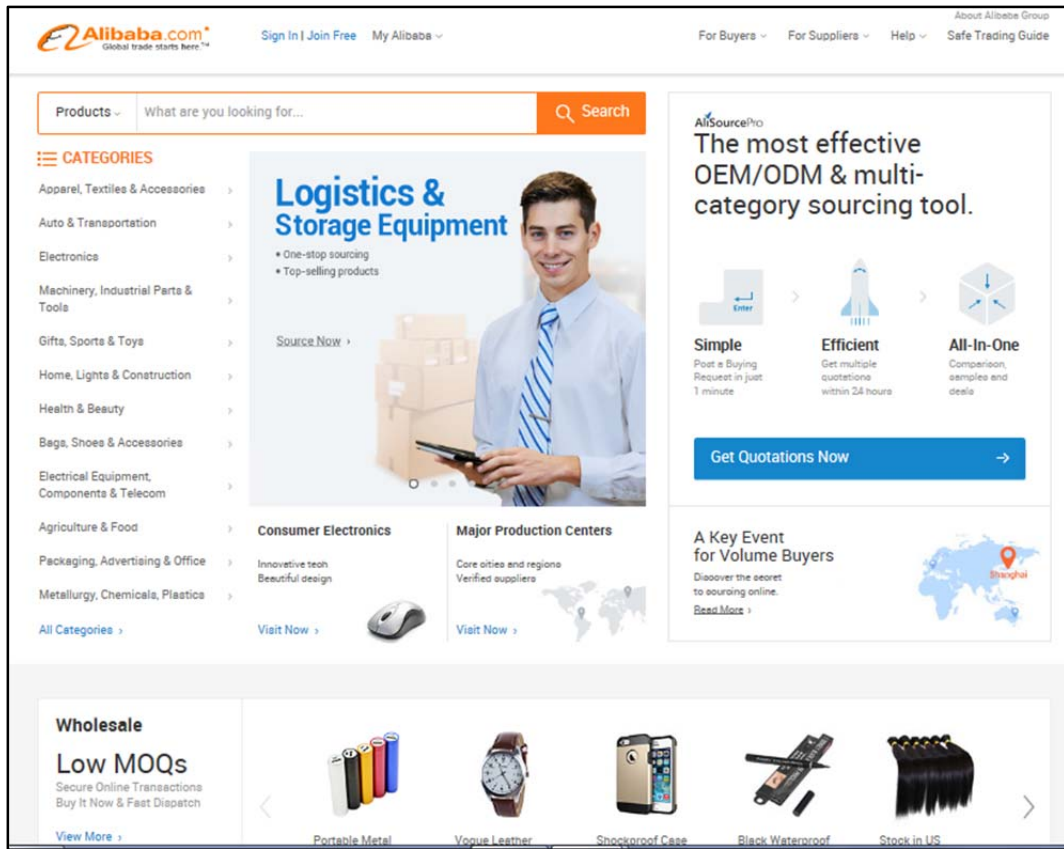 About Alibaba Group
Alibaba.com
Global trade starts here.™
Sign In | Join Free My Alibaba
For Buyers For Suppliers Help Safe Trading Guide
Products What are you looking for... Search
CATEGORIES
Apparel, Textiles & Accessories
Auto & Transportation
Electronics
Machinery, Industrial Parts &
Tools
Gifts, Sports & Toys
Home, Lights & Construction
Health & Beauty
Bags, Shoes & Accessories
Electrical Equipment,
Components & Telecom
Agriculture & Food
Packaging, Advertising & Office
Metallurgy, Chemicals, Plastics
All Categories
Logistics &
Storage Equipment
• One-stop sourcing
• Top-selling products
Source Now
Consumer Electronics
Innovative tech
Beautiful design
Visit Now
Major Production Centers
Core cities and regions
Verified suppliers
Visit Now
AliSourcePro
The most effective
OEM/ODM & multi-
category sourcing tool.
Enter
Simple
Post a Buying
Request in just
1 minute
Efficient
Get multiple
quotations
within 24 hours
All-In-One
Comparison,
samples and
deals
Get Quotations Now
A Key Event
for Volume Buyers
Discover the secret
to sourcing online.
Read More
Shanghai
Wholesale
Low MOQs
Secure Online Transactions
Buy It Now & Fast Dispatch
View More
Portable Metal
Vogue Leather
Shockproof Case
Black Waterproof
Stock in US